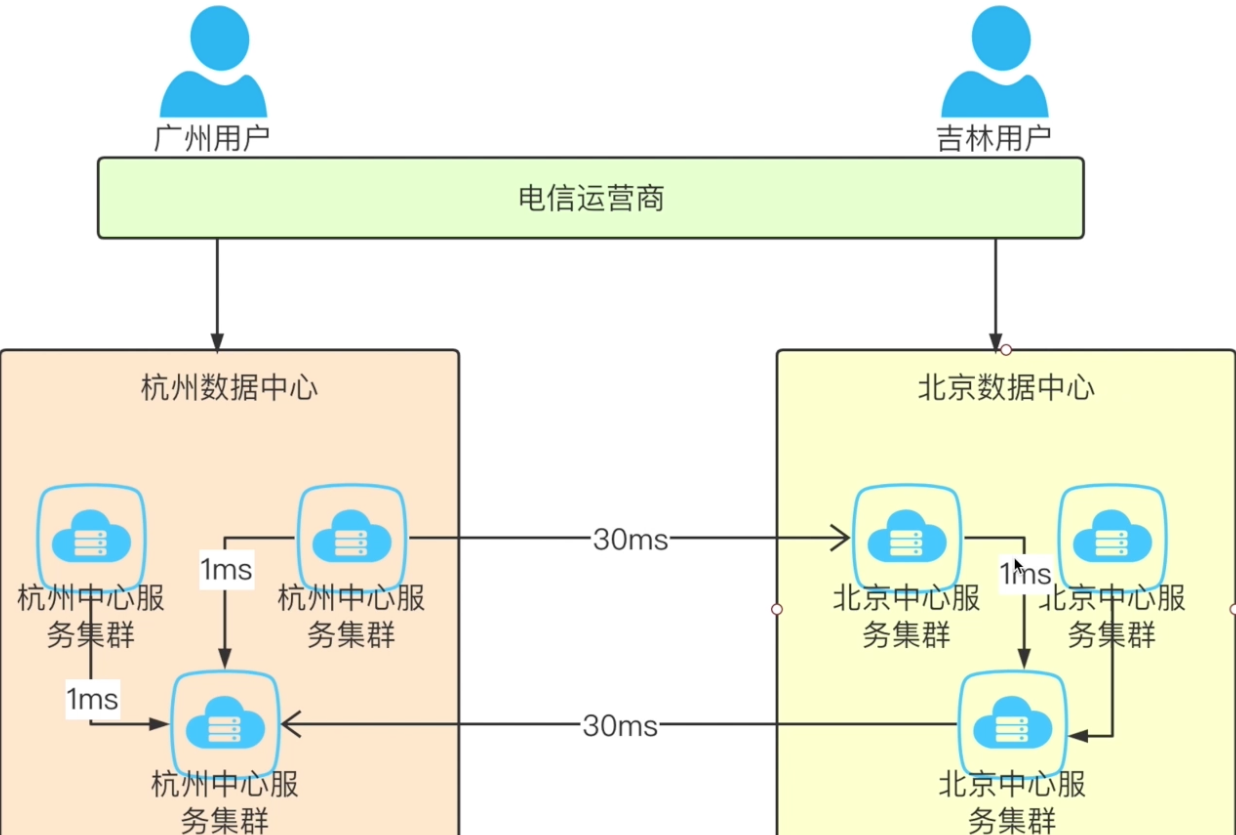 广州用户
吉林用户
电信运营商
杭州数据中心
北京数据中心
30ms
1ms
1ms
杭州中心服
务集群
杭州中心服
务集群
北京中心服
务集群
北京中心服
务集群
1ms
30ms
杭州中心服
务集群
北京中心服
务集群